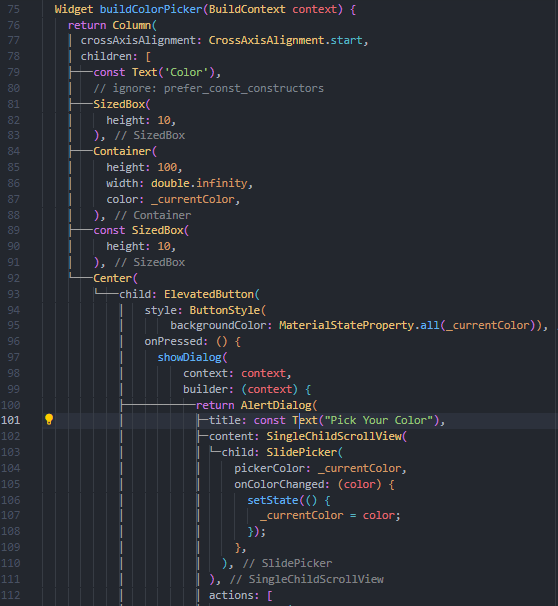 75 Widget buildColorPicker(BuildContext context) {
76 return Column(
77 crossAxisAlignment: CrossAxisAlignment.start,
78 children: [
79 const Text('Color'),
80 // ignore: prefer_const_constructors
81 SizedBox(
82 height: 10,
83 ), // SizedBox
84 Container(
85 height: 100,
86 width: double.infinity,
87 color: _currentColor,
88 ), // Container
89 const SizedBox(
90 height: 10,
91 ), // SizedBox
92 Center(
93 child: ElevatedButton(
94 style: ButtonStyle(
95 backgroundColor: MaterialStateProperty.all(_currentColor)),
96 onPressed: () {
97 showDialog(
98 context: context,
99 builder: (context) {
100 return AlertDialog(
101 title: const Text("Pick Your Color"),
102 content: SingleChildScrollView(
103 child: SlidePicker(
104 pickerColor: _currentColor,
105 onColorChanged: (color) {
106 setState(() {
107 _currentColor = color;
108 });
109 },
110 ), // SlidePicker
111 ), // SingleChildScrollView
112 actions: [